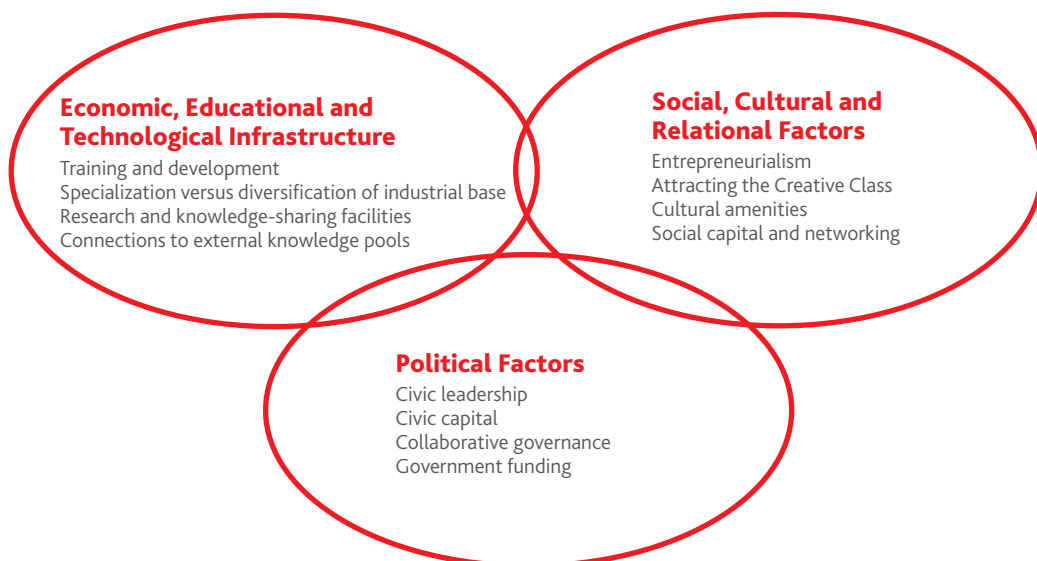 Economic, Educational and
Technological Infrastructure
Training and development
Specialization versus diversification of industrial base
Research and knowledge-sharing facilities
Connections to external knowledge pools
Social, Cultural and
Relational Factors
Entrepreneurialism
Attracting the Creative Class
Cultural amenities
Social capital and networking
Political Factors
Civic leadership
Civic capital
Collaborative governance
Government funding